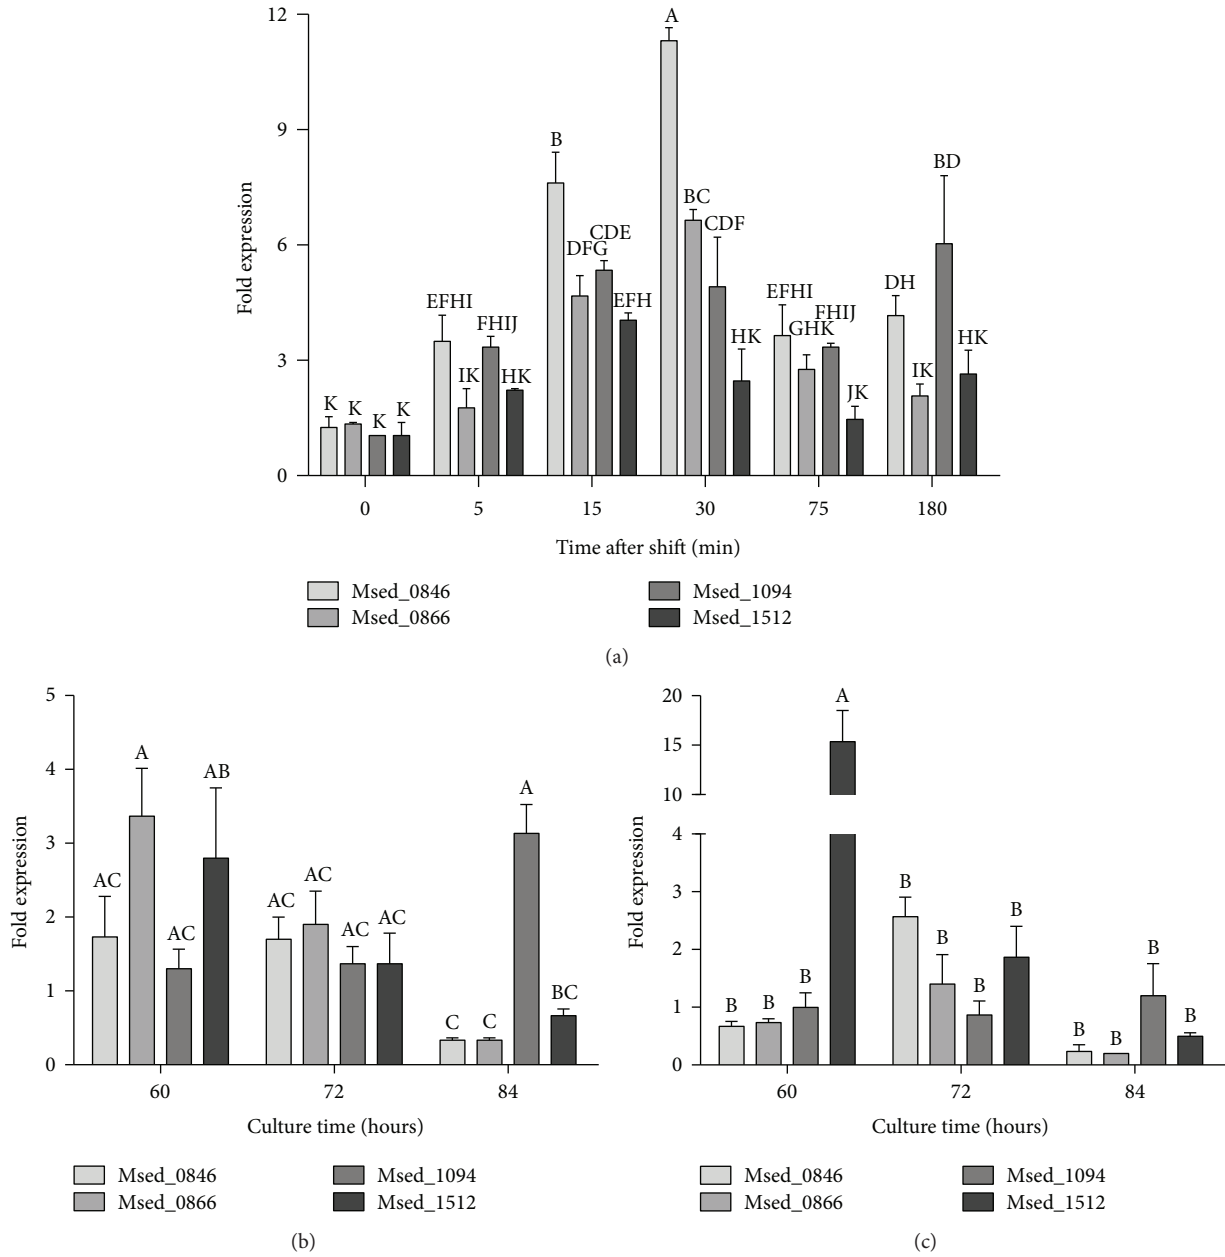 12
9
6
3
0
Fold expression
K
K
K
K
EFHI
IK
FHIJ
HK
B
DFG
CDE
EFH
A
BC
CDF
HK
EFHI
GHK
FHIJ
JK
DH
IK
BD
HK
0 5 15 30 75 180
Time after shift (min)
Msed_0846 Msed_1094
Msed_0866 Msed_1512
(a)
5
4
3
2
1
0
Fold expression
AC
A
AC
AB
AC
AC
AC
AC
C
C
A
BC
60 72 84
Culture time (hours)
Msed_0846 Msed_1094
Msed_0866 Msed_1512
(b)
20
15
10
4
3
2
1
0
Fold expression
B
B
B
A
B
B
B
B
B
B
B
B
60 72 84
Culture time (hours)
Msed_0846 Msed_1094
Msed_0866 Msed_1512
(c)